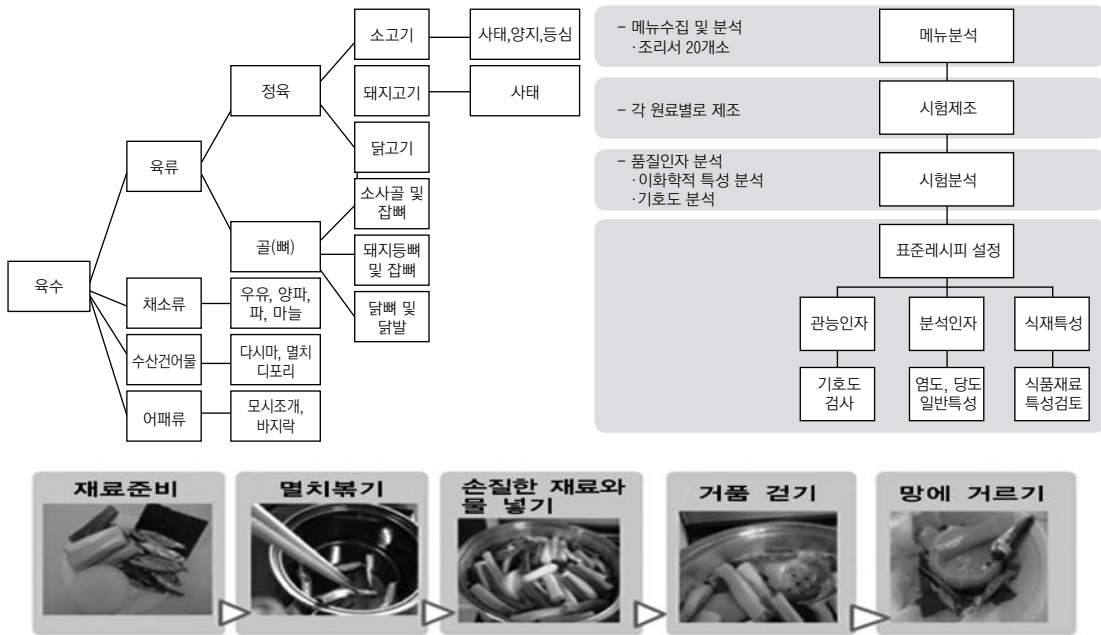 육수
육류
채소류
수산건어물
어패류
정육
골(뼈)
우유, 양파,
파, 마늘
다시마, 멸치
디포리
모시조개,
바지락
소고기
돼지고기
닭고기
소사골 및
잡뼈
돼지등뼈
및 잡뼈
닭뼈 및
닭발
사태,양지,등심
사태
– 메뉴수집 및 분석
·조리서 20개소
메뉴분석
– 각 원료별로 제조
시험제조
– 품질인자 분석
·이화학적 특성 분석
·기호도 분석
시험분석
표준레시피 설정
관능인자
분석인자
식재특성
기호도
검사
염도, 당도
일반특성
식품재료
특성검토
재료준비
멸치볶기
손질한 재료와
물 넣기
거품 걷기
망에 거르기